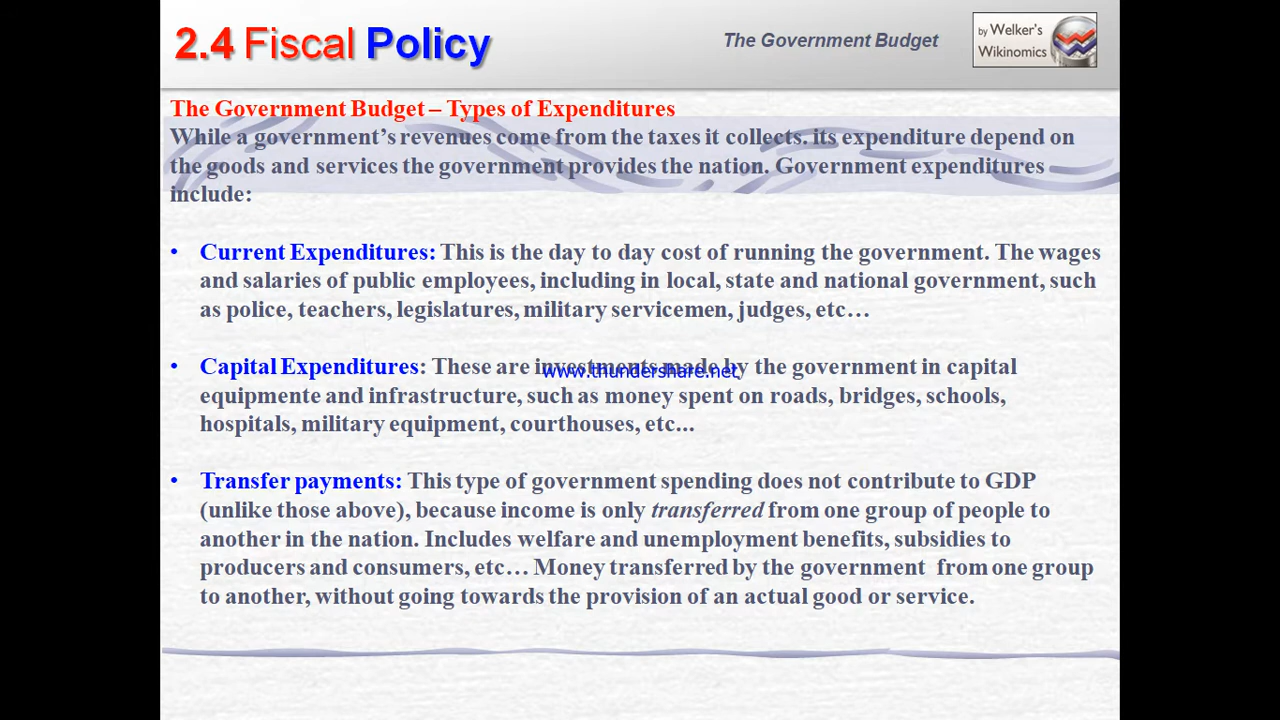 2.4 Fiscal Policy
The Government Budget
by Welker's
Wikinomics
The Government Budget – Types of Expenditures
While a government’s revenues come from the taxes it collects. its expenditure depend on
the goods and services the government provides the nation. Government expenditures
include:
• Current Expenditures: This is the day to day cost of running the government. The wages
and salaries of public employees, including in local, state and national government, such
as police, teachers, legislatures, military servicemen, judges, etc…
• Capital Expenditures: These are investments made by the government in capital
www.thundershare.net
equipmente and infrastructure, such as money spent on roads, bridges, schools,
hospitals, military equipment, courthouses, etc...
• Transfer payments: This type of government spending does not contribute to GDP
(unlike those above), because income is only transferred from one group of people to
another in the nation. Includes welfare and unemployment benefits, subsidies to
producers and consumers, etc… Money transferred by the government from one group
to another, without going towards the provision of an actual good or service.